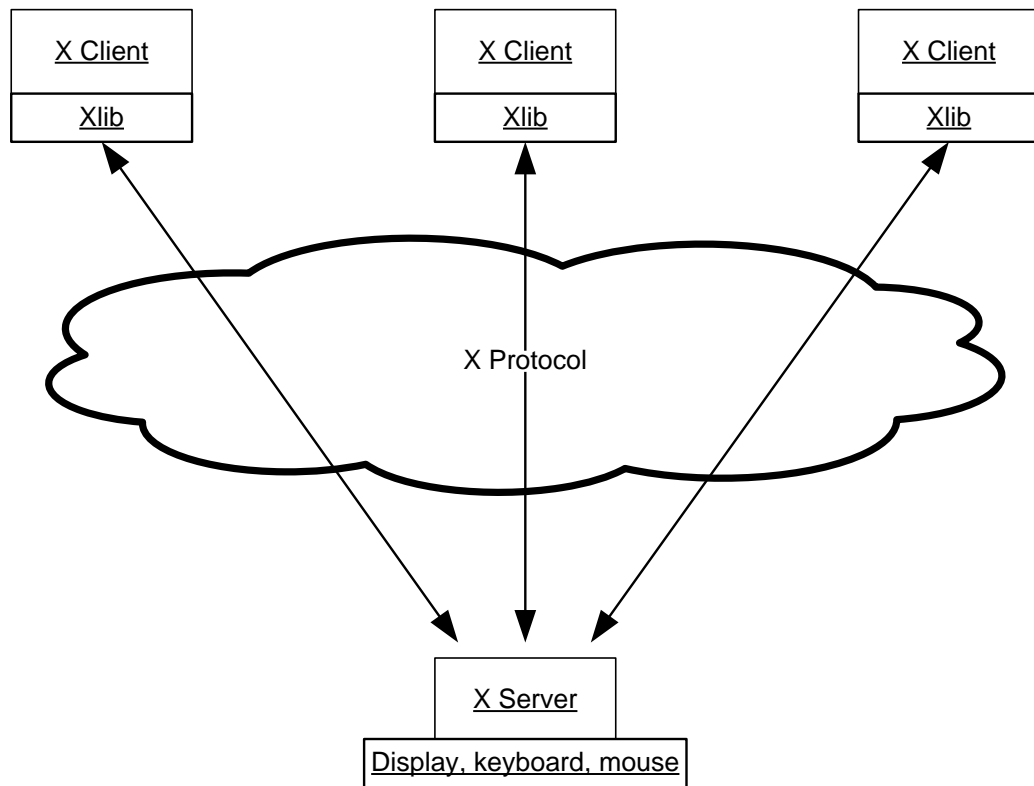 X Client
Xlib
X Client
Xlib
X Client
Xlib
X Protocol
X Server
Display, keyboard, mouse